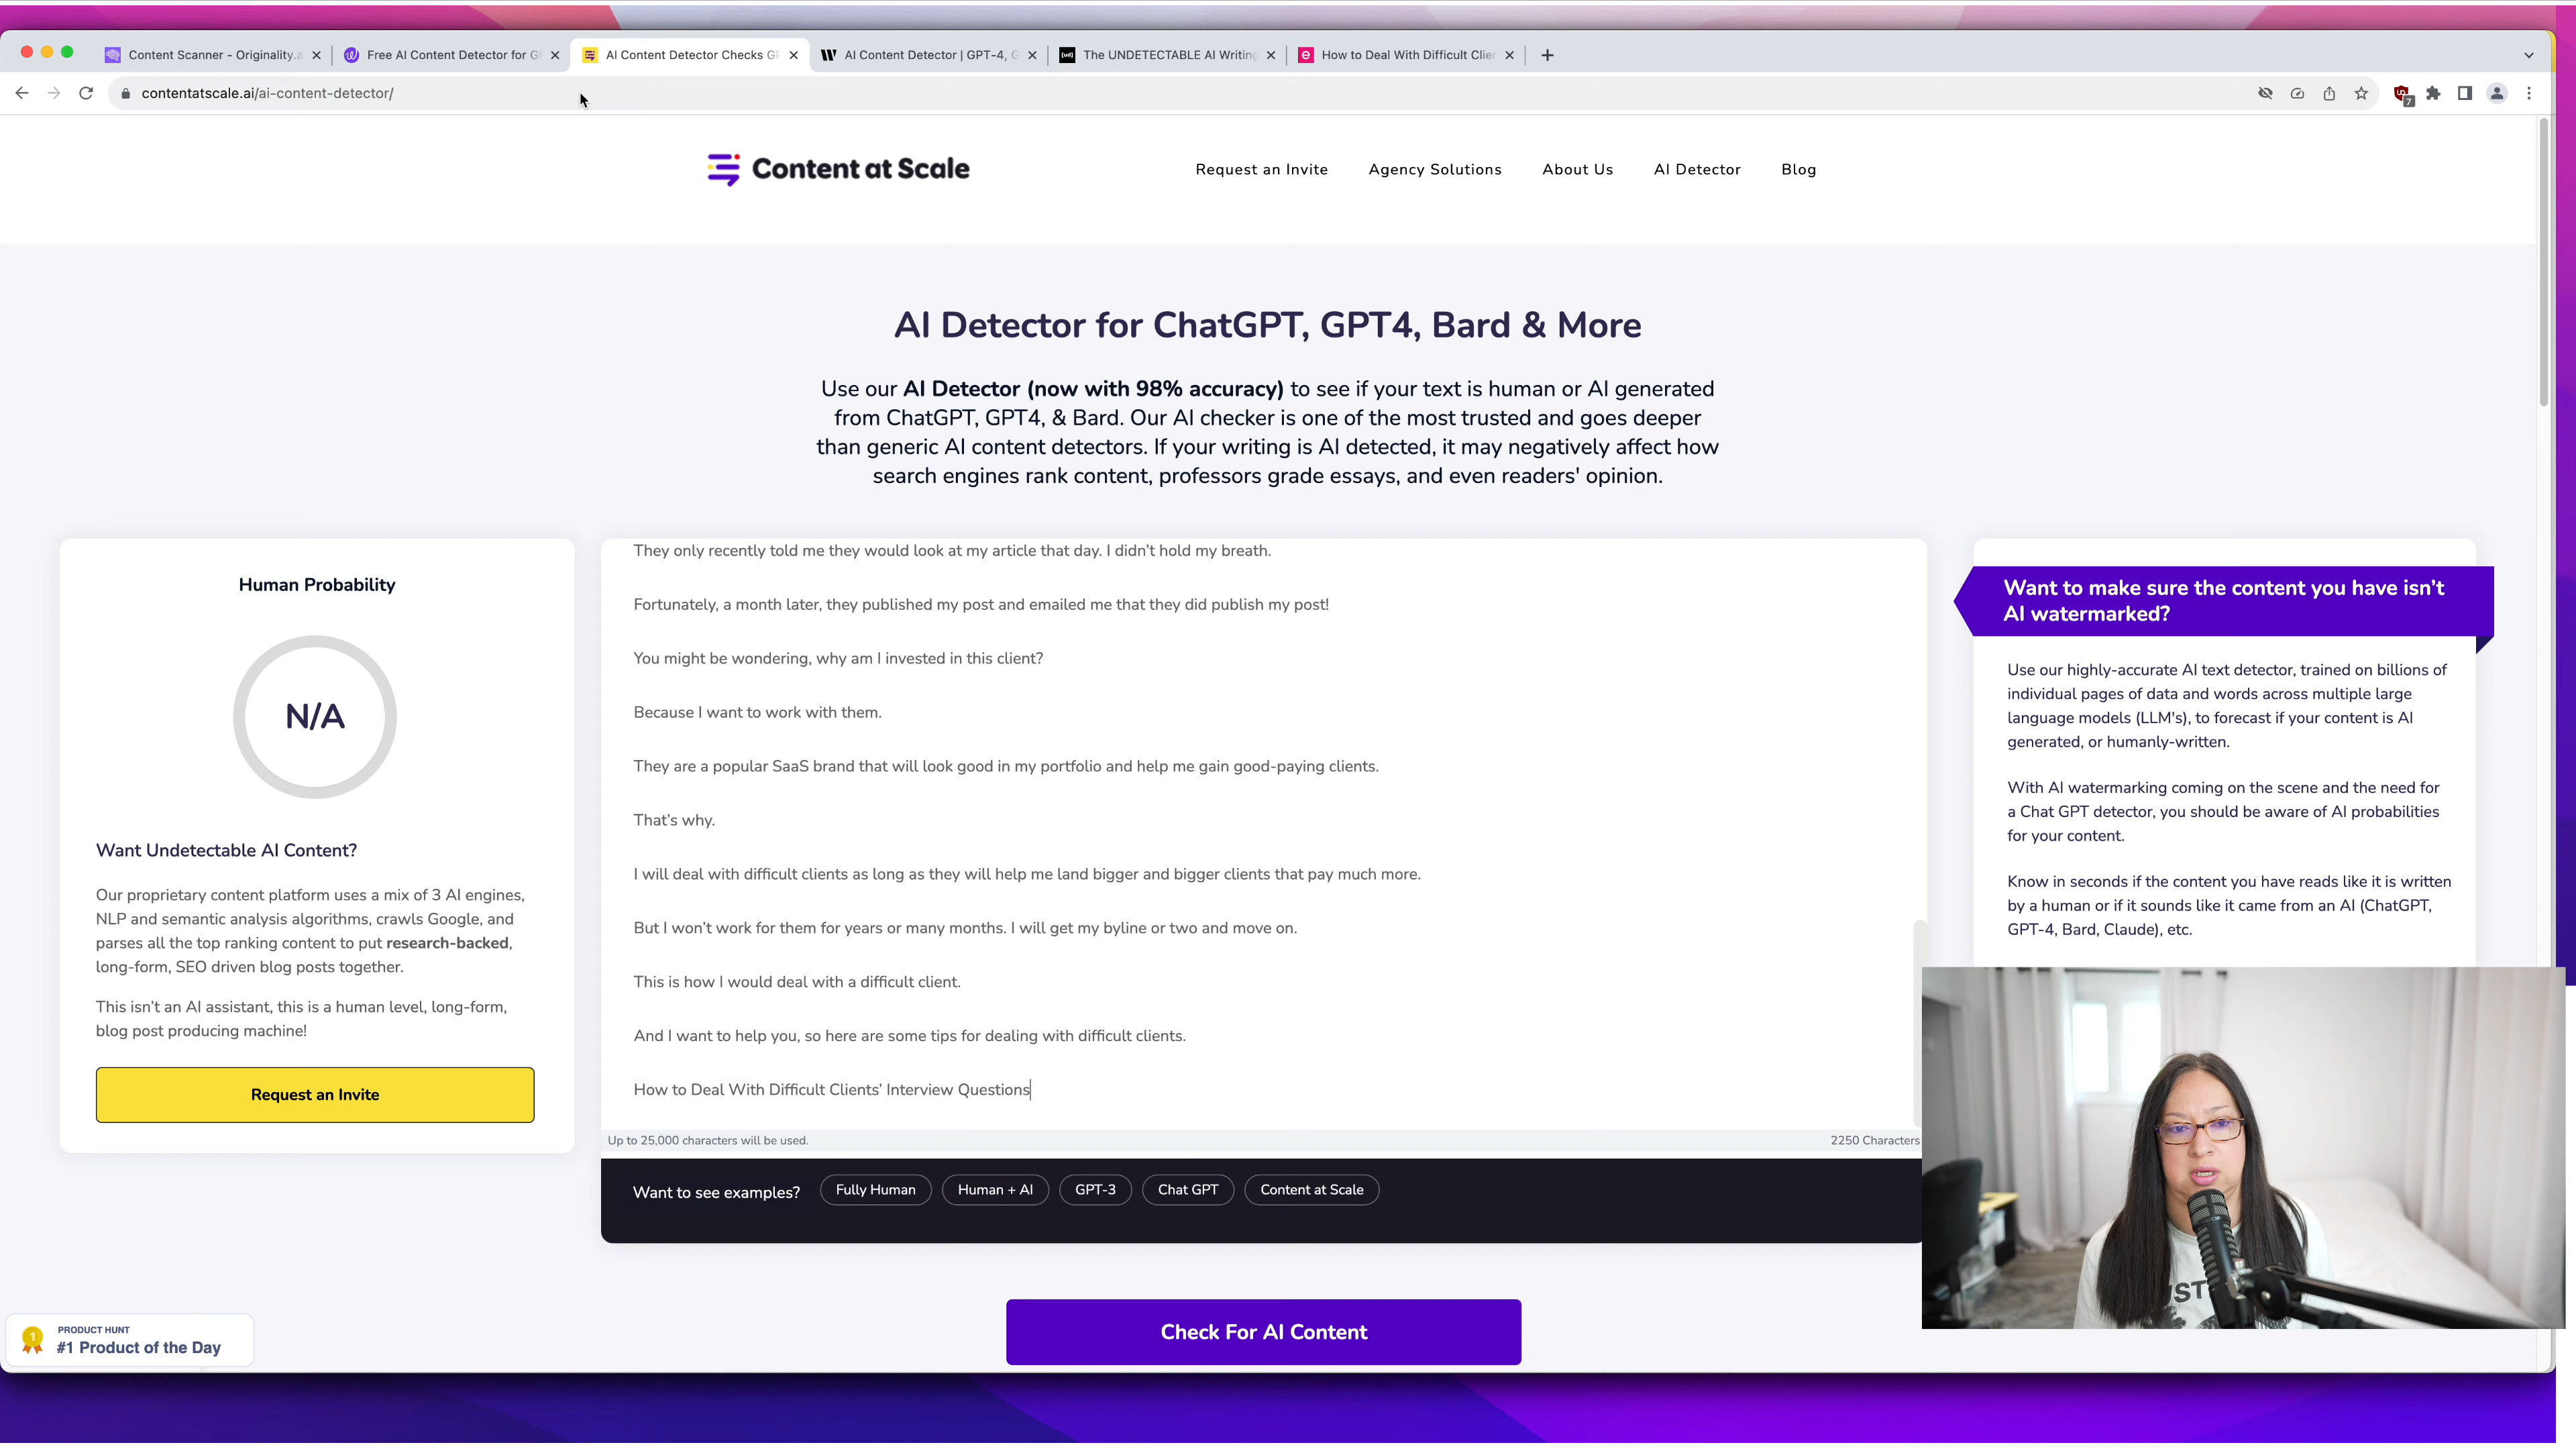 Content Scanner - Originality.a
Free AI Content Detector for G
AI Content Detector Checks GP
AI Content Detector | GPT-4, G
The UNDETECTABLE AI Writing
How to Deal With Difficult Clie
contentatscale.ai/ai-content-detector/
7
Content at Scale
Request an Invite
Agency Solutions
About Us
AI Detector
Blog
AI Detector for ChatGPT, GPT4, Bard & More
Use our AI Detector (now with 98% accuracy) to see if your text is human or AI generated
from ChatGPT, GPT4, & Bard. Our AI checker is one of the most trusted and goes deeper
than generic AI content detectors. If your writing is AI detected, it may negatively affect how
search engines rank content, professors grade essays, and even readers' opinion.
Human Probability
N/A
Want Undetectable AI Content?
Our proprietary content platform uses a mix of 3 AI engines,
NLP and semantic analysis algorithms, crawls Google, and
parses all the top ranking content to put research-backed,
long-form, SEO driven blog posts together.
This isn't an AI assistant, this is a human level, long-form,
blog post producing machine!
Request an Invite
They only recently told me they would look at my article that day. I didn't hold my breath.
Fortunately, a month later, they published my post and emailed me that they did publish my post!
You might be wondering, why am I invested in this client?
Because I want to work with them.
They are a popular SaaS brand that will look good in my portfolio and help me gain good-paying clients.
That's why.
I will deal with difficult clients as long as they will help me land bigger and bigger clients that pay much more.
But I won't work for them for years or many months. I will get my byline or two and move on.
This is how I would deal with a difficult client.
And I want to help you, so here are some tips for dealing with difficult clients.
How to Deal With Difficult Clients' Interview Questions
Up to 25,000 characters will be used.
2250 Characters
Want to see examples?
Fully Human
Human + AI
GPT-3
Chat GPT
Content at Scale
Check For AI Content
Want to make sure the content you have isn't
AI watermarked?
Use our highly-accurate AI text detector, trained on billions of
individual pages of data and words across multiple large
language models (LLM's), to forecast if your content is AI
generated, or humanly-written.
With AI watermarking coming on the scene and the need for
a Chat GPT detector, you should be aware of AI probabilities
for your content.
Know in seconds if the content you have reads like it is written
by a human or if it sounds like it came from an AI (ChatGPT,
GPT-4, Bard, Claude), etc.
1
PRODUCT HUNT
#1 Product of the Day